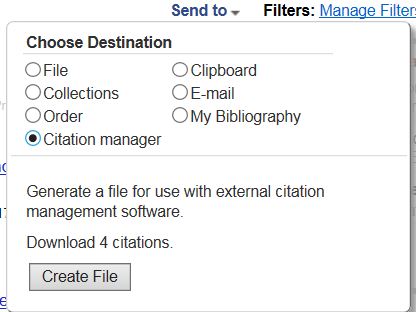 Send to Filters: Manage Filters
Choose Destination
File Clipboard
Collections E-mail
Order My Bibliography
Citation manager
Generate a file for use with external citation
management software.
Download 4 citations.
Create File